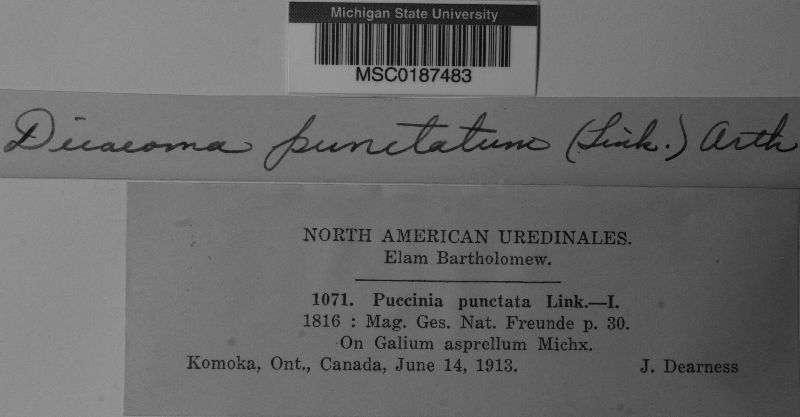 Michigan State University
MSC0187483
Dicaeoma punctatum (Link.) Arth
NORTH AMERICAN UREDINALES.
Elam Bartholomew.
1071. Puccinia punctata Link.—I.
1816 : Mag. Ges. Nat. Freunde p. 30.
On Galium asprellum Michx.
Komoka, Ont., Canada, June 14, 1913. J. Dearness